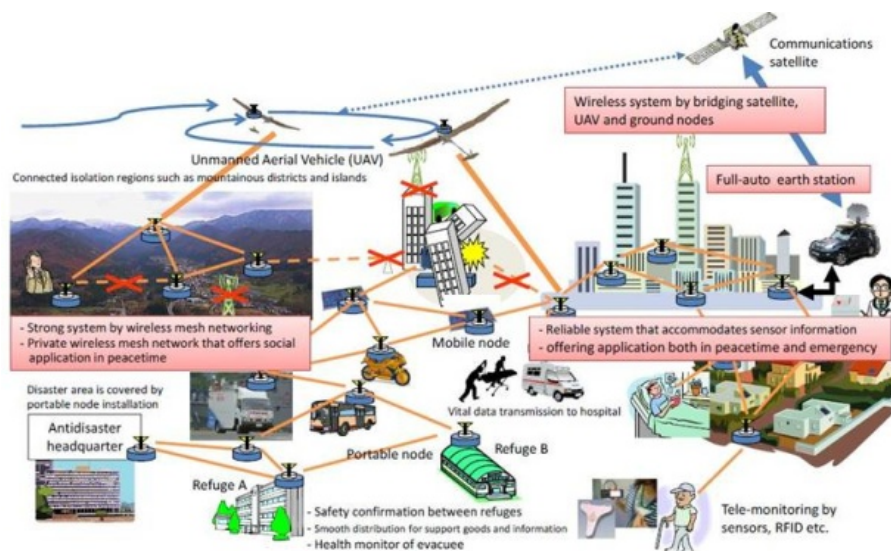 Communications
satellite
Wireless system by bridging satellite,
UAV and ground nodes
Unmanned Aerial Vehicle (UAV)
Connected isolation regions such as mountainous districts and islands
Full-auto earth station
- Strong system by wireless mesh networking
- Private wireless mesh network that offers social
application in peacetime
Mobile node
- Reliable system that accommodates sensor information
- offering application both in peacetime and emergency
Disaster area is covered by
portable node installation
Vital data transmission to hospital
Antidisaster
headquarter
Portable node
Refuge B
Refuge A
- Safety confirmation between refuges
- Smooth distribution for support goods and information
- Health monitor of evacuee
Tele-monitoring by
sensors, RFID etc.